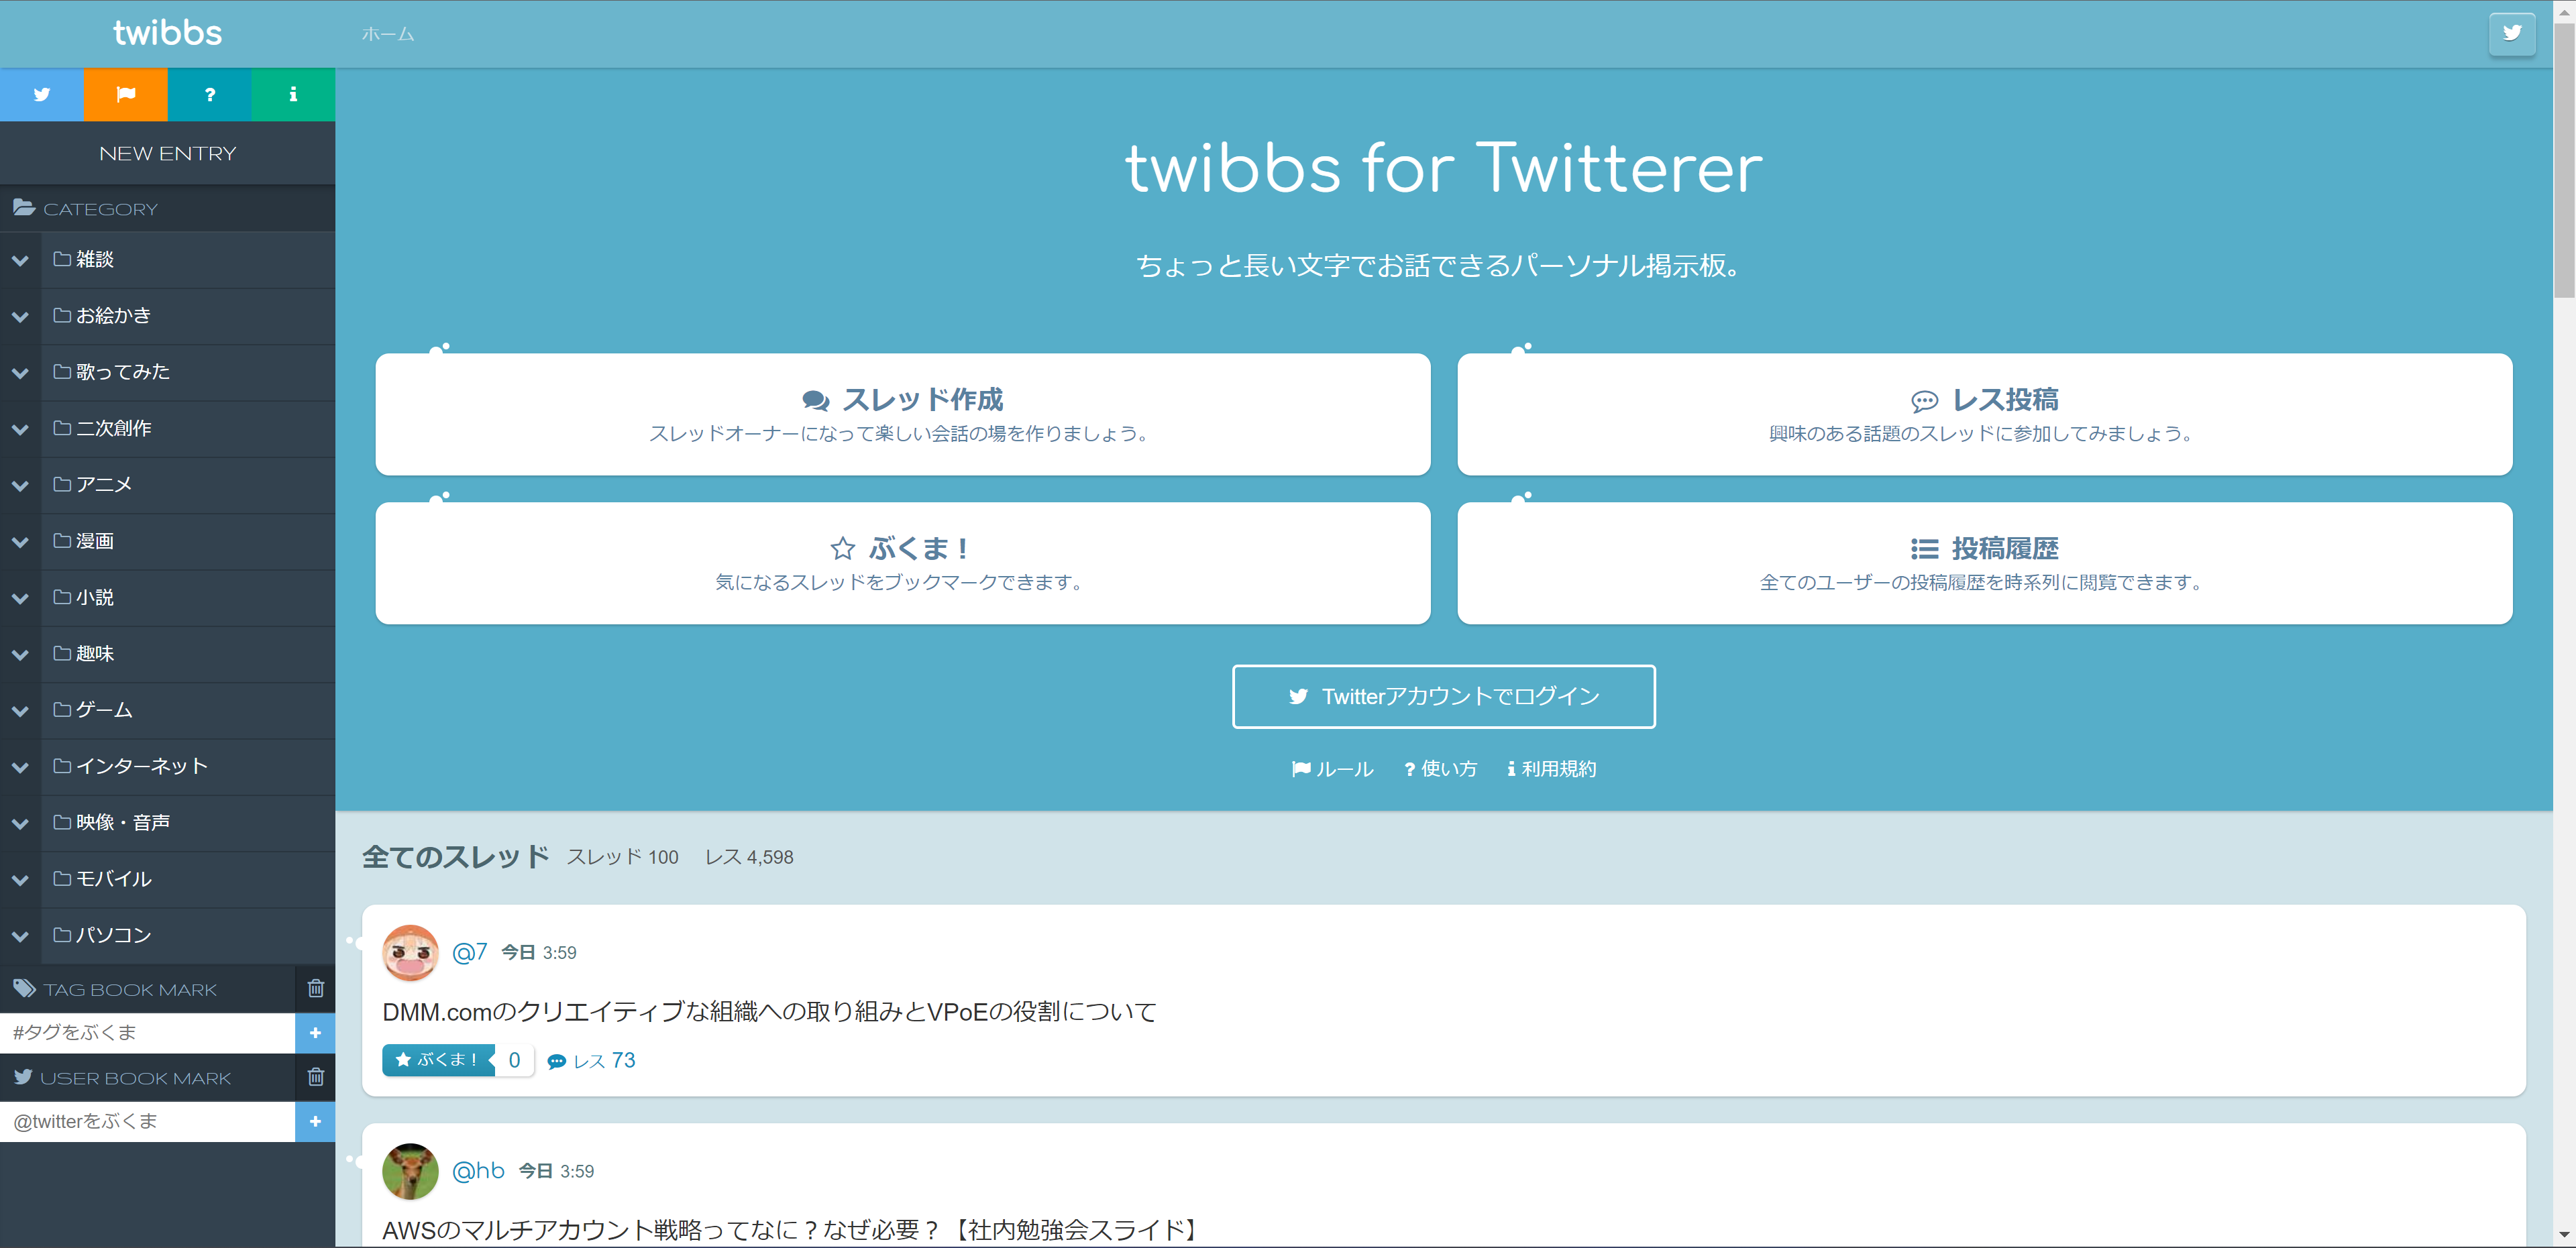 twibbs
ホーム
NEW ENTRY
CATEGORY
雑談
お絵かき
歌ってみた
二次創作
アニメ
漫画
小説
趣味
ゲーム
インターネット
映像・音声
モバイル
パソコン
TAG BOOK MARK
#タグをぶくま
USER BOOK MARK
@twitterをぶくま
twibbs for Twitterer
ちょっと長い文字でお話できるパーソナル掲示板。
スレッド作成
スレッドオーナーになって楽しい会話の場を作りましょう。
レス投稿
興味のある話題のスレッドに参加してみましょう。
ぶくま！
気になるスレッドをブックマークできます。
投稿履歴
全てのユーザーの投稿履歴を時系列に閲覧できます。
Twitterアカウントでログイン
ルール ? 使い方 i 利用規約
全てのスレッド スレッド 100 レス 4,598
@7 今日 3:59
DMM.comのクリエイティブな組織への取り組みとVPoEの役割について
ぶくま！ 0 レス 73
@hb 今日 3:59
AWSのマルチアカウント戦略ってなに？なぜ必要？【社内勉強会スライド】